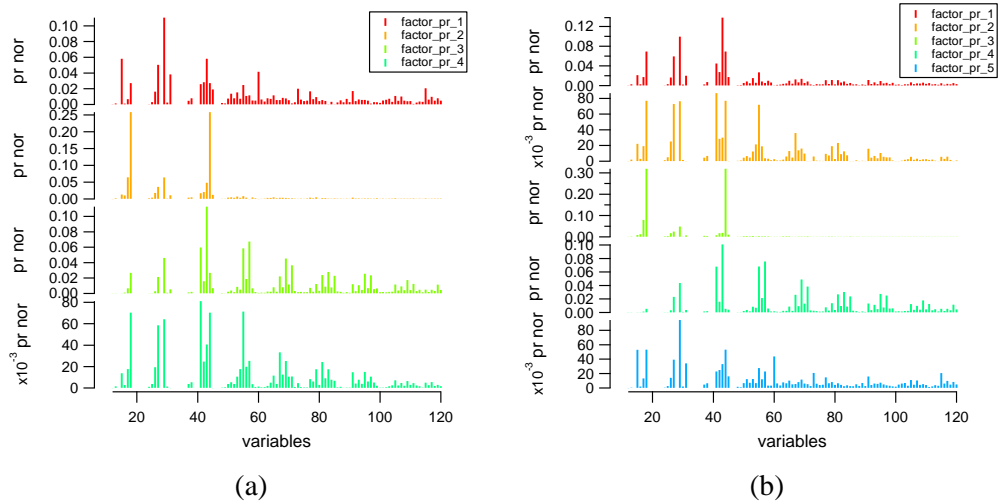 factor_pr_1
factor_pr_2
factor_pr_3
factor_pr_4
pr nor
0.10
0.08
0.06
0.04
0.02
0.00
pr nor
0.25
0.20
0.15
0.10
0.05
0.00
pr nor
0.10
0.08
0.06
0.04
0.02
0.00
x10⁻³ pr nor
80
60
40
20
0
20 40 60 80 100 120
variables
(a)
factor_pr_1
factor_pr_2
factor_pr_3
factor_pr_4
factor_pr_5
pr nor
0.12
0.08
0.04
0.00
x10⁻³ pr nor
80
60
40
20
0
pr nor
0.30
0.20
0.10
0.00
pr nor
0.10
0.08
0.06
0.04
0.02
0.00
x10⁻³ pr nor
80
60
40
20
0
20 40 60 80 100 120
variables
(b)